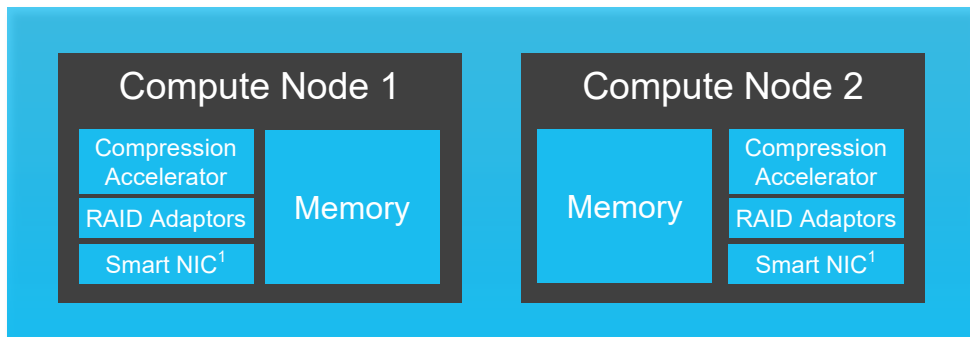 Compute Node 1
Compression
Accelerator
RAID Adaptors
Smart NIC¹
Memory
Compute Node 2
Memory
Compression
Accelerator
RAID Adaptors
Smart NIC¹